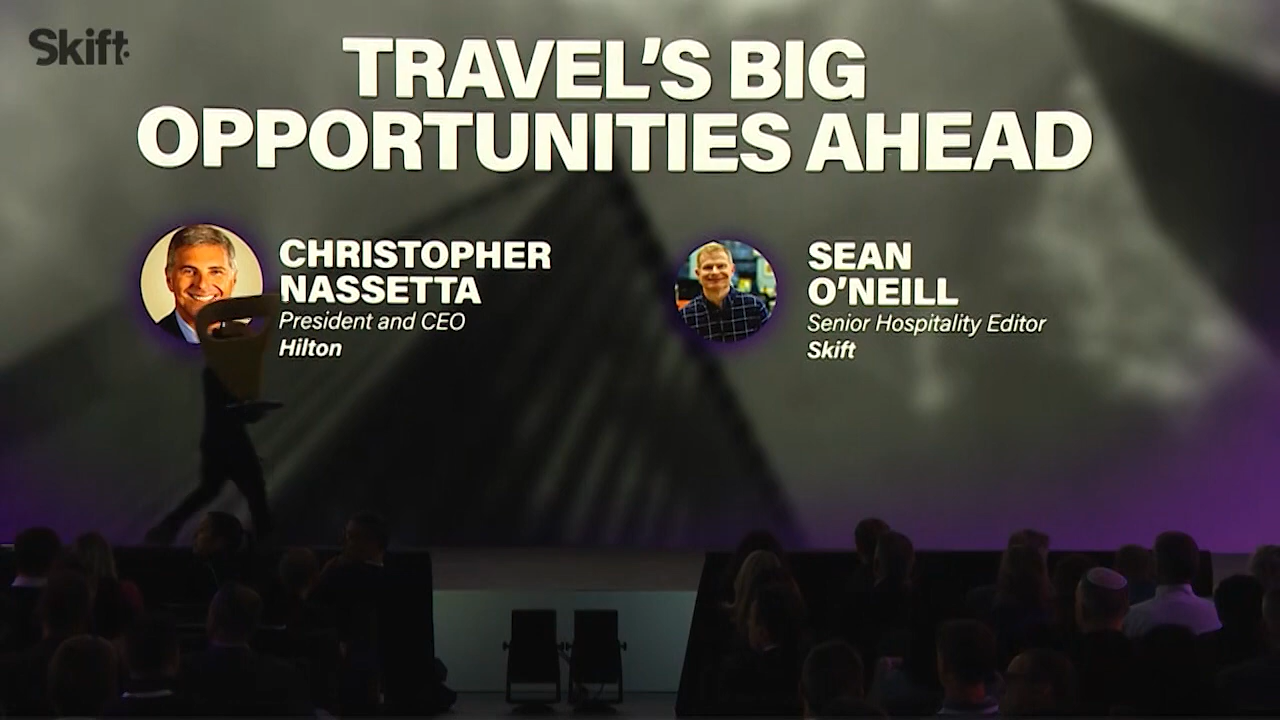 Skift.
TRAVEL'S BIG
OPPORTUNITIES AHEAD
CHRISTOPHER
NASSETTA
President and CEO
Hilton
SEAN
O'NEILL
Senior Hospitality Editor
Skift